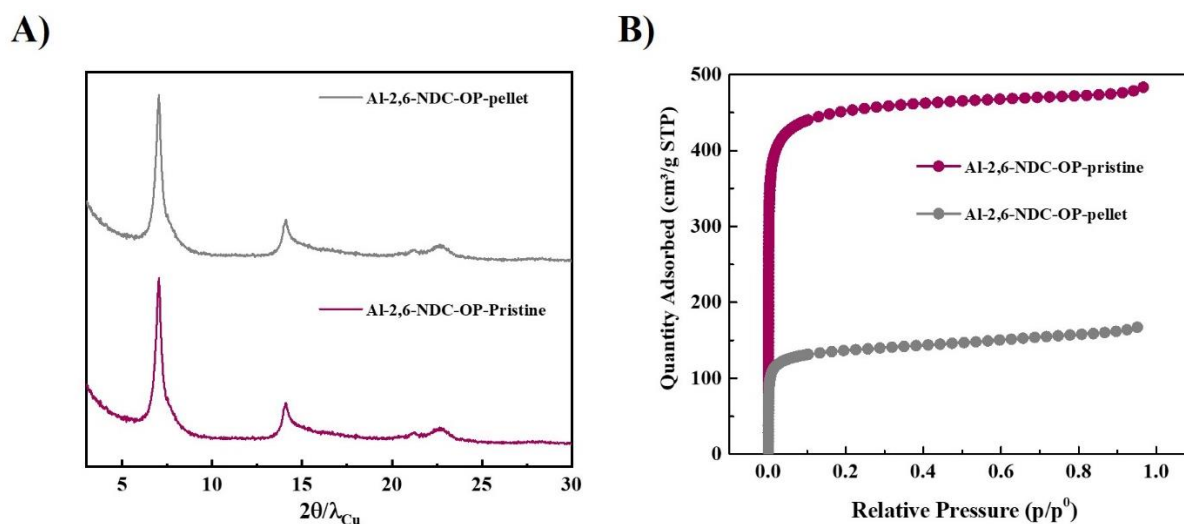 A)
Al-2,6-NDC-OP-pellet
Al-2,6-NDC-OP-Pristine
5 10 15 20 25 30
2θ/λCu
B)
500
400
300
200
100
0
Quantity Adsorbed (cm³/g STP)
Al-2,6-NDC-OP-pristine
Al-2,6-NDC-OP-pellet
0.0 0.2 0.4 0.6 0.8 1.0
Relative Pressure (p/p⁰)